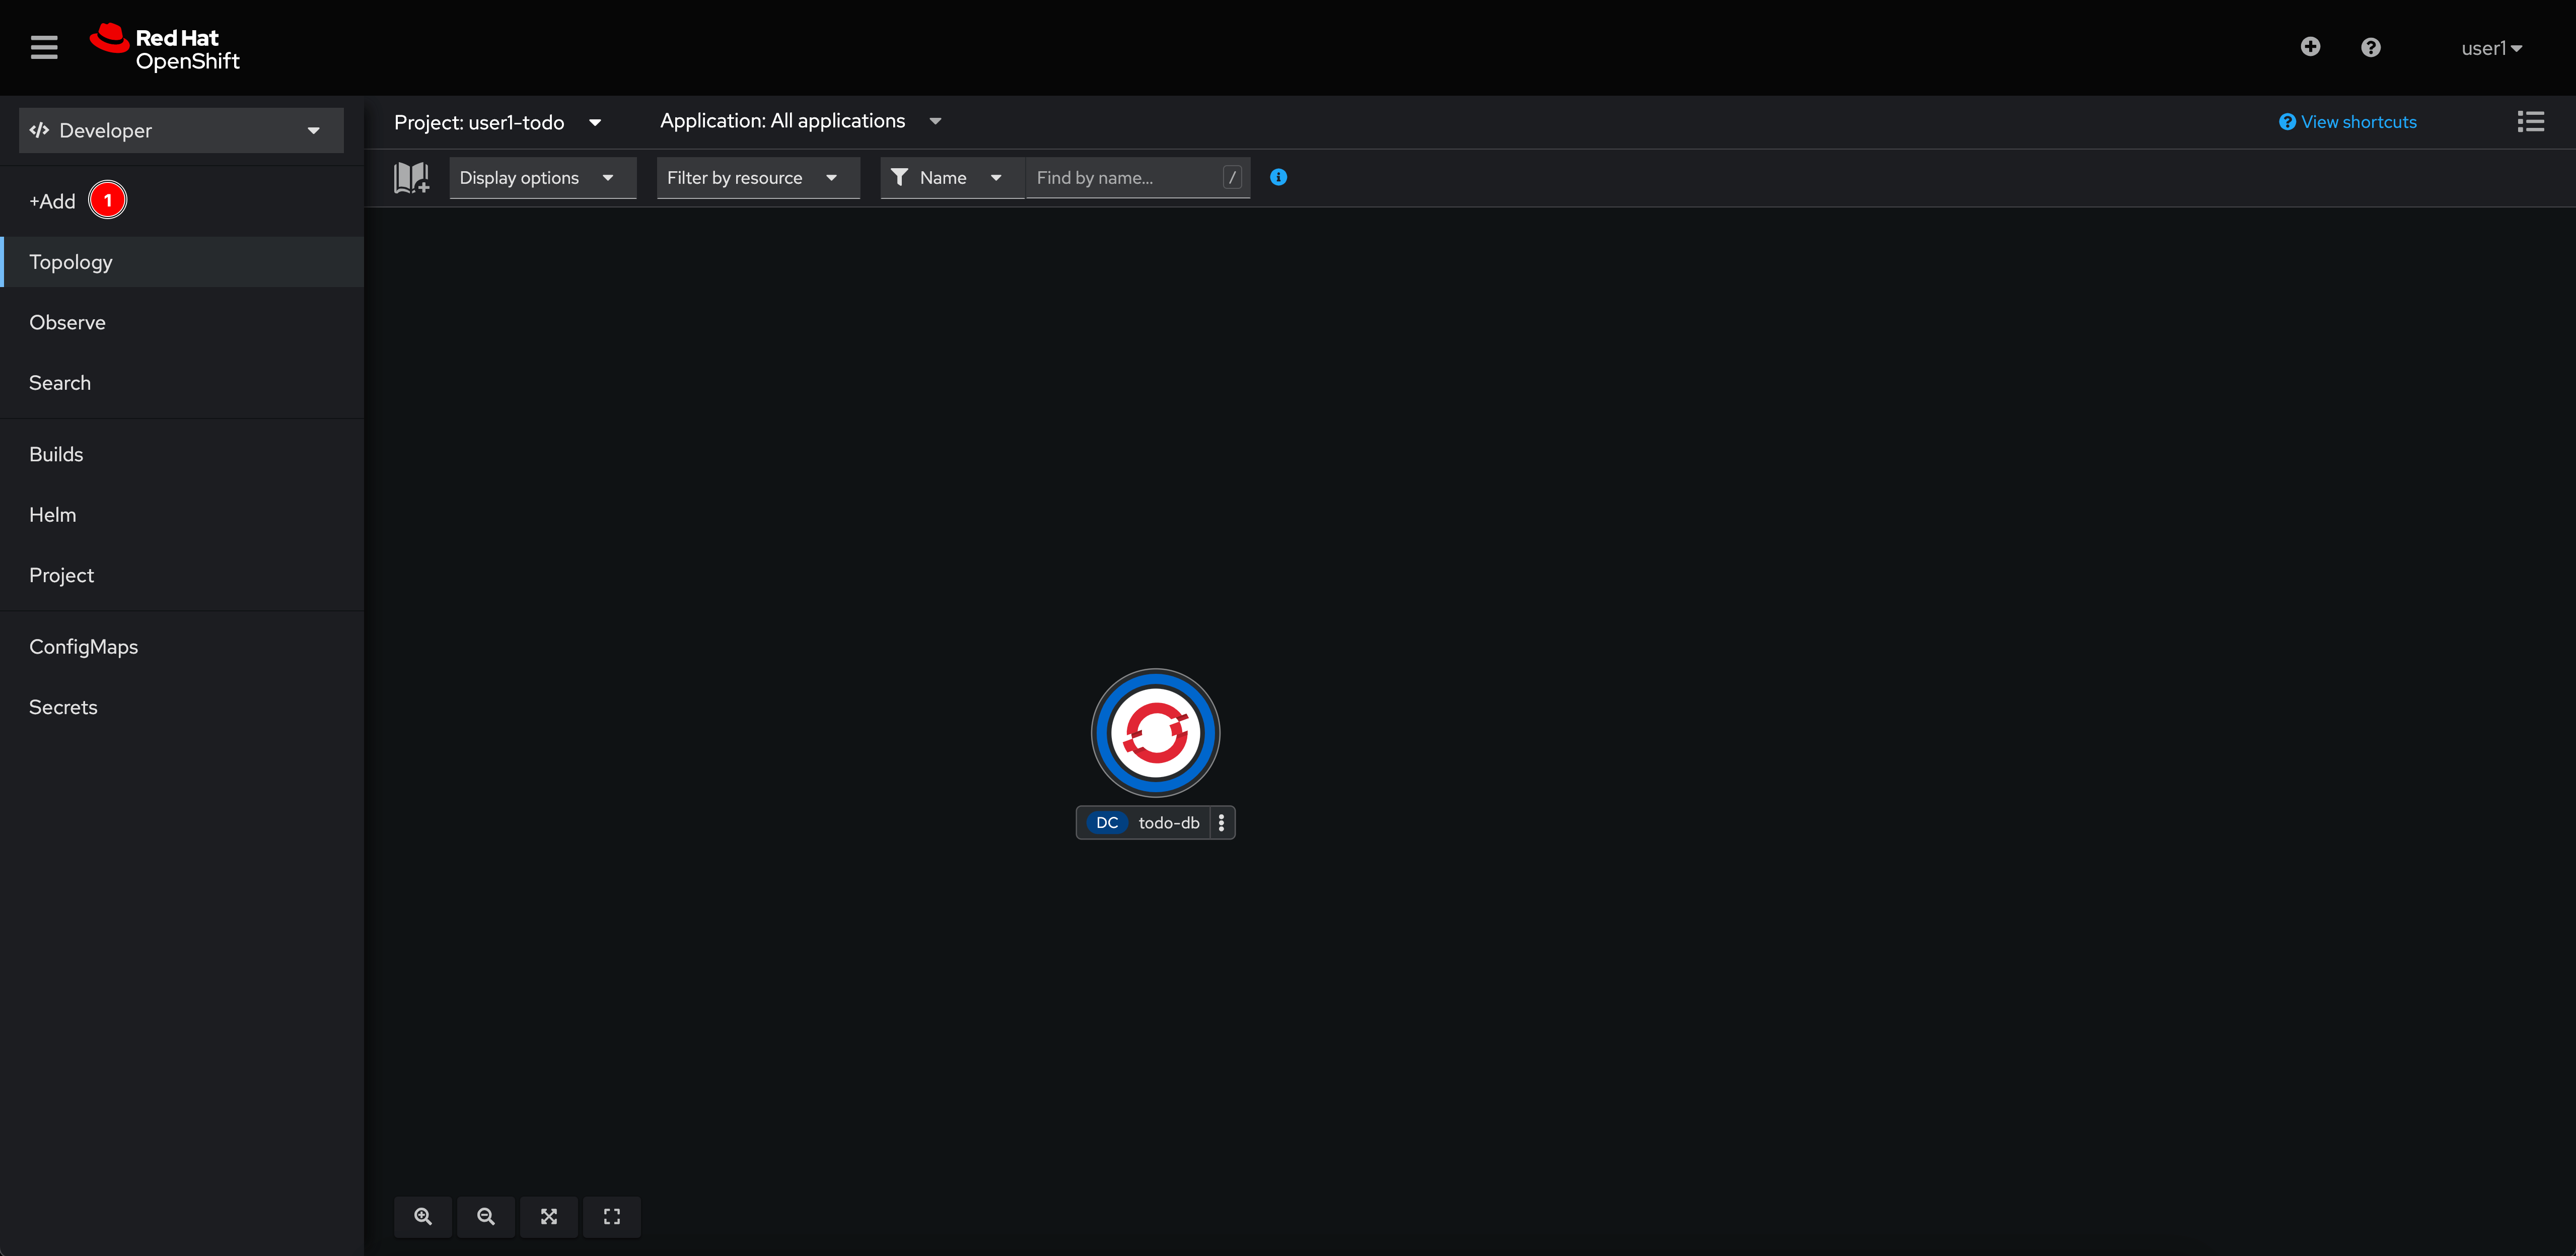 Red Hat
OpenShift
user1
Developer
Project: user1-todo
Application: All applications
View shortcuts
Display options
Filter by resource
Name
Find by name...
/
+Add
1
Topology
Observe
Search
Builds
Helm
Project
ConfigMaps
Secrets
DC todo-db